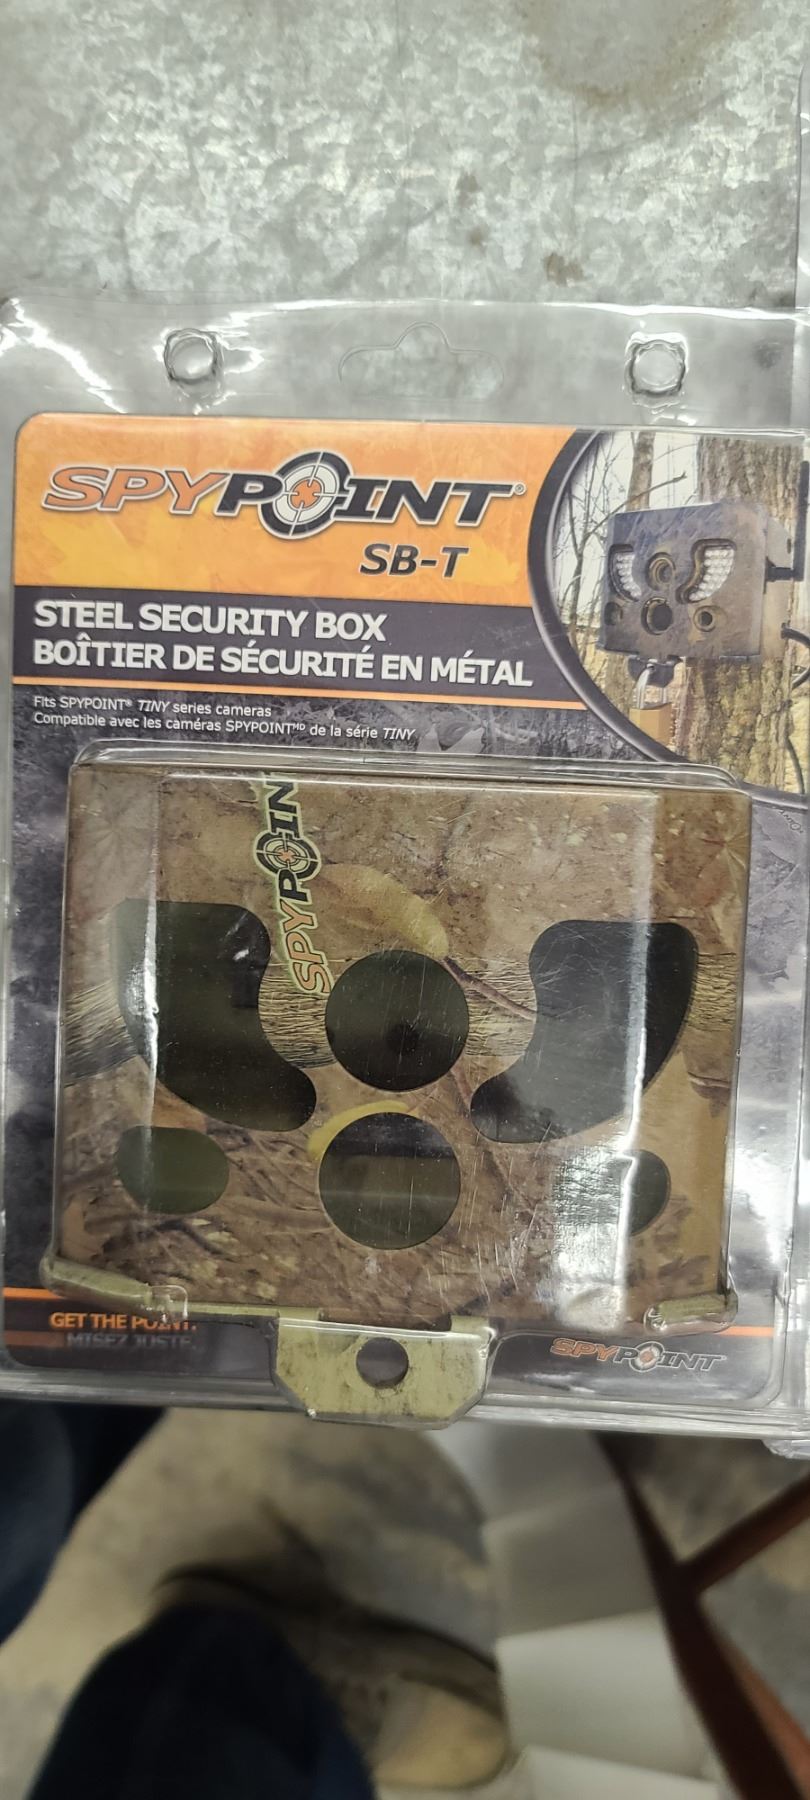 SPYPOINT®
SB-T
STEEL SECURITY BOX
BOÎTIER DE SÉCURITÉ EN MÉTAL
Fits SPYPOINT® TINY series cameras
Compatible avec les caméras SPYPOINTᴹᴰ de la série TINY
SPYPOIN
GET THE POINT.
MISEZ JUSTE.
SPYPOINT